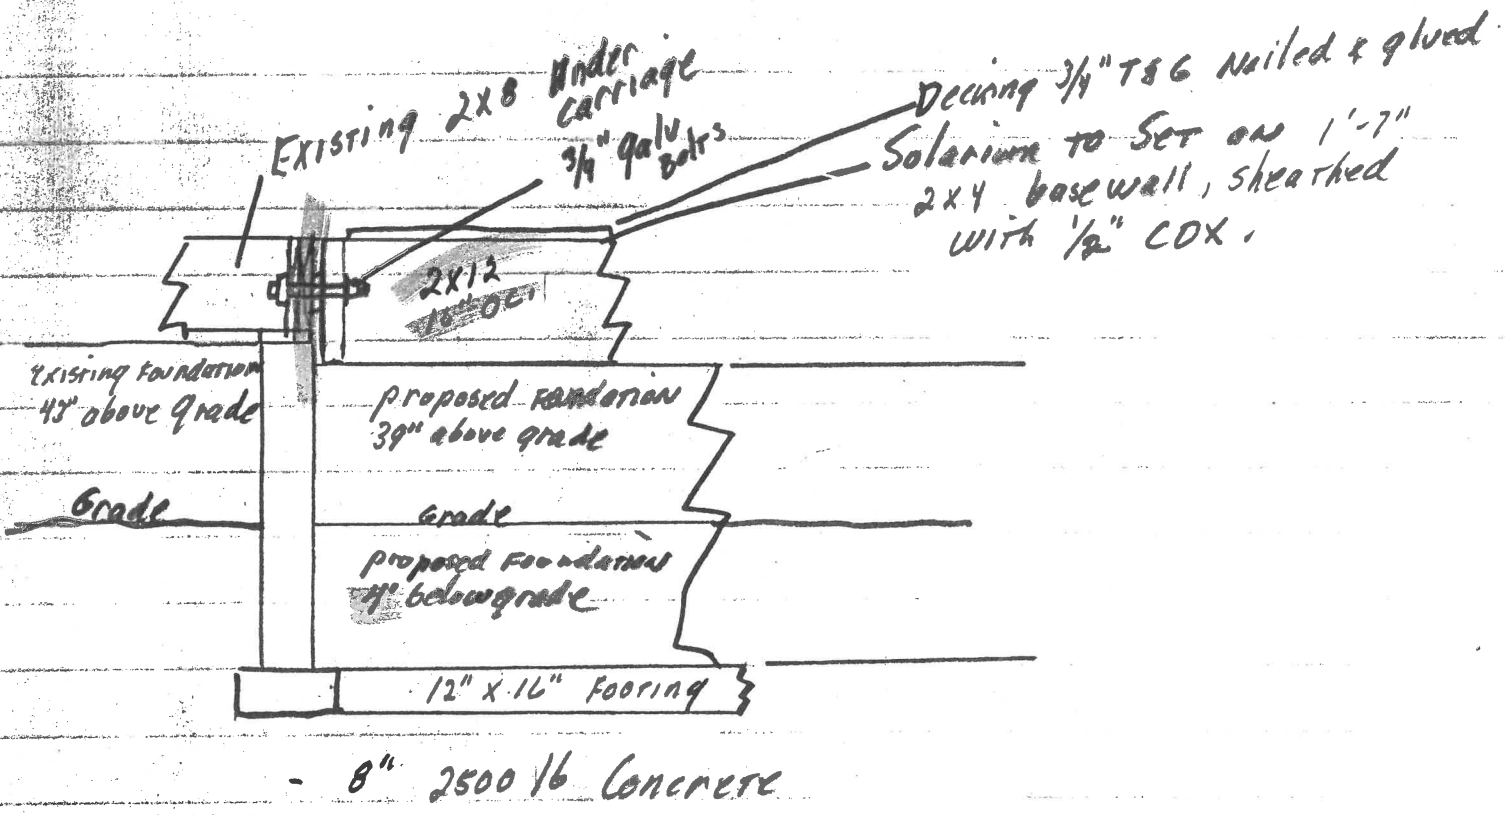 Existing 2x8 Under
carriage
3/4" galv
Bolts
Decking 3/4" T&G Nailed & glued
Solarium to Set on 1'-7"
2x4 basewall, sheathed
with 1/2" CDX.
2x12
16" OC.
existing Foundation
above grade
proposed Foundation
39" above grade
Grade
Grade
proposed Foundation
4" below grade
12" x 16" Footing
- 8" 2500 lb Concrete